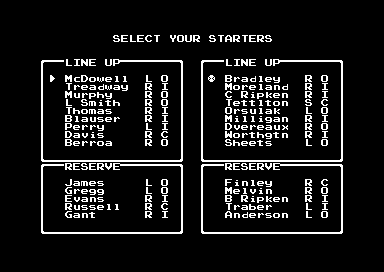 SELECT YOUR STARTERS
LINE UP
McDowell L O
Treadway R I
Murphy R O
L Smith R O
Thomas R I
Blauser R I
Perry L I
Davis R C
Berroa R O
RESERVE
James L O
Gregg L O
Evans R I
Russell R C
Gant R I
LINE UP
Bradley R O
Moreland R I
C Ripken R I
Tettlton S C
Orsulak L O
Milligan R I
Dvereaux R O
Worthgtn R I
Sheets L O
RESERVE
Finley R C
Melvin R O
B Ripken R I
Traber L I
Anderson L O